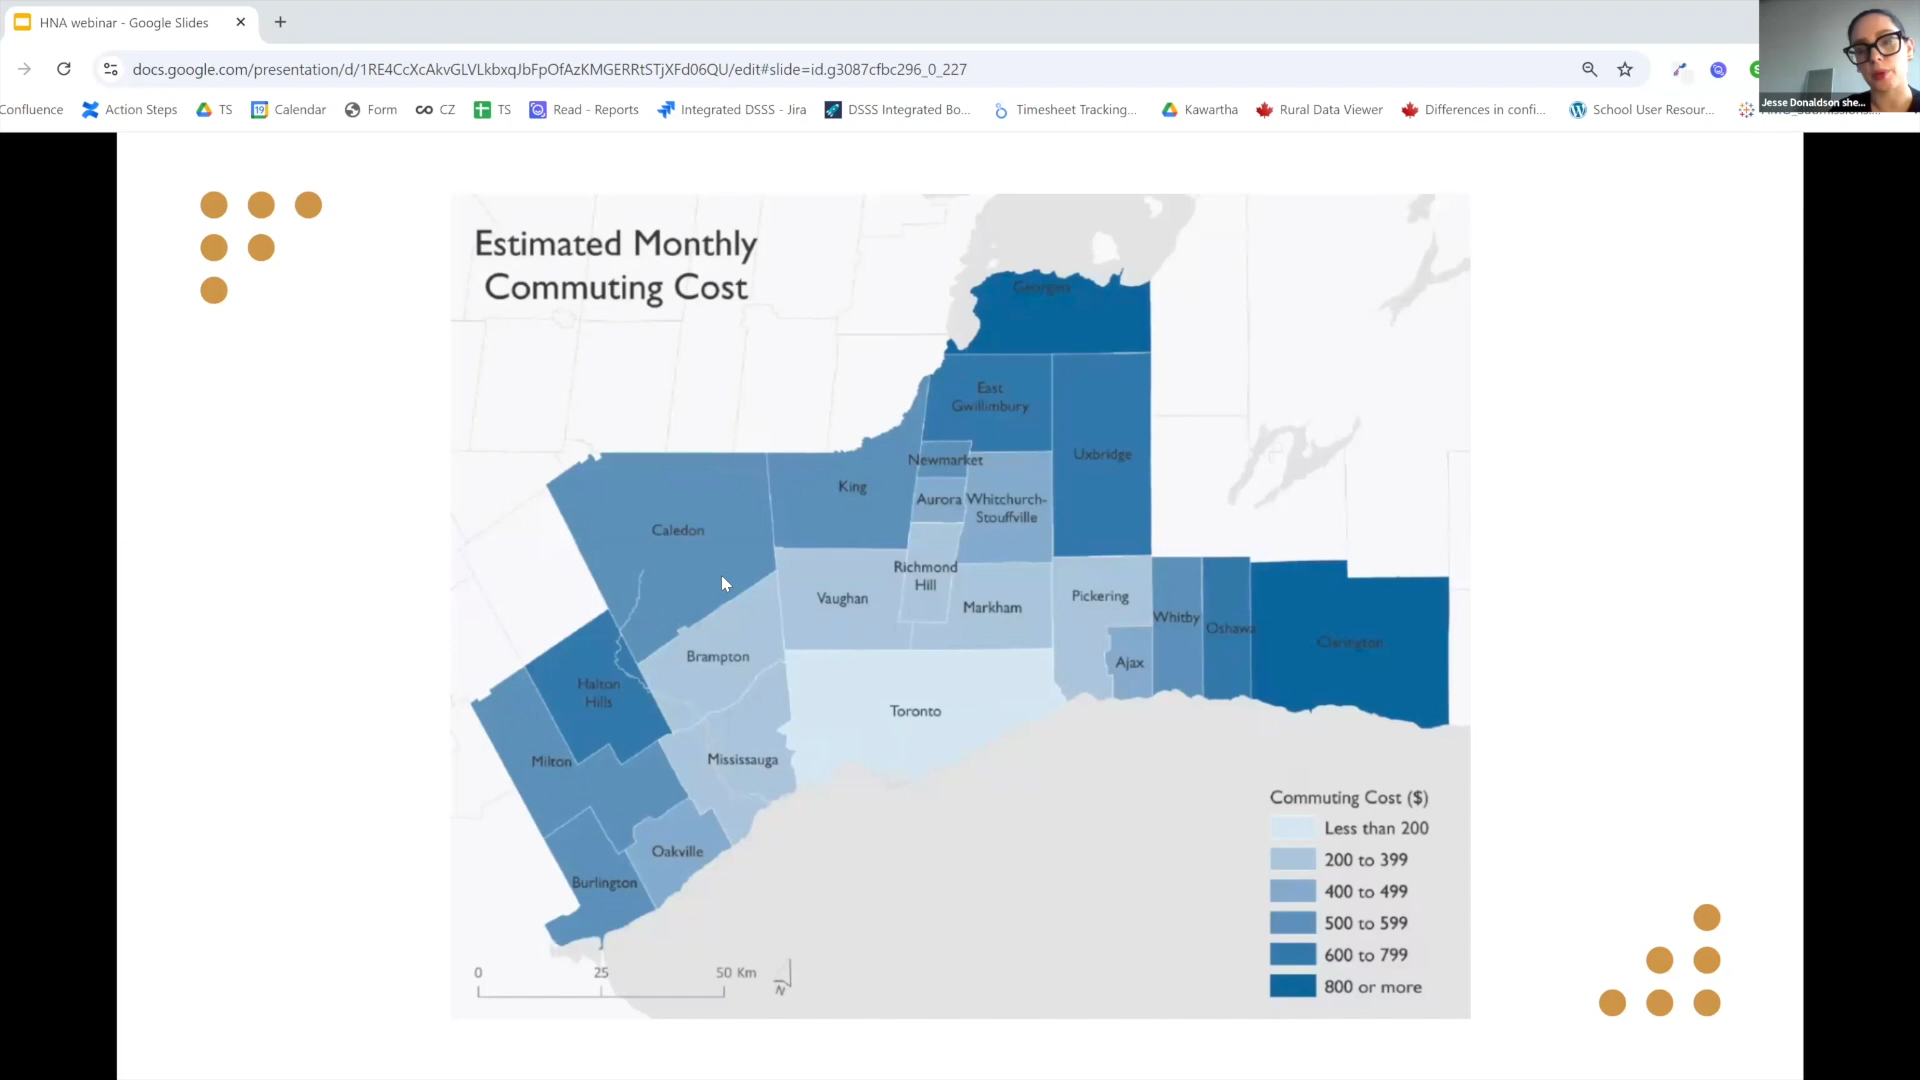 HNA webinar - Google Slides
docs.google.com/presentation/d/1RE4CcXcAkvGLVLkbxqJbFpOfAzKMGERRtSTjXFd06QU/edit#slide=id.g3087cfbc296_0_227
Confluence Action Steps TS Calendar Form CZ TS Read - Reports Integrated DSSS - Jira DSSS Integrated Bo... Timesheet Tracking... Kawartha Rural Data Viewer Differences in confi... School User Resour...
Jesse Donaldson she...
Estimated Monthly
Commuting Cost
Georgina
East
Gwillimbury
Uxbridge
Newmarket
King
Aurora
Whitchurch-
Stouffville
Caledon
Richmond
Hill
Vaughan
Markham
Pickering
Whitby
Oshawa
Clarington
Brampton
Ajax
Halton
Hills
Toronto
Milton
Mississauga
Oakville
Burlington
Commuting Cost ($)
Less than 200
200 to 399
400 to 499
500 to 599
600 to 799
800 or more
0 25 50 Km
N